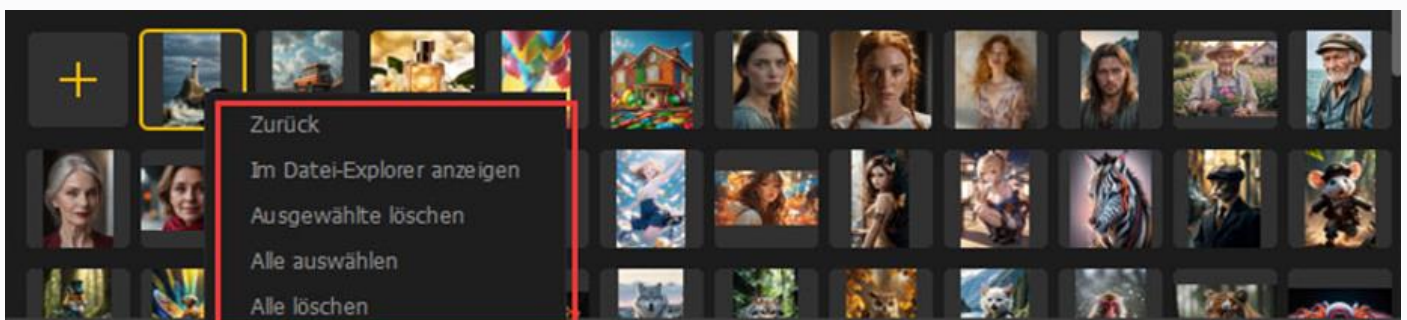 Zurück
Im Datei-Explorer anzeigen
Ausgewählte löschen
Alle auswählen
Alle löschen